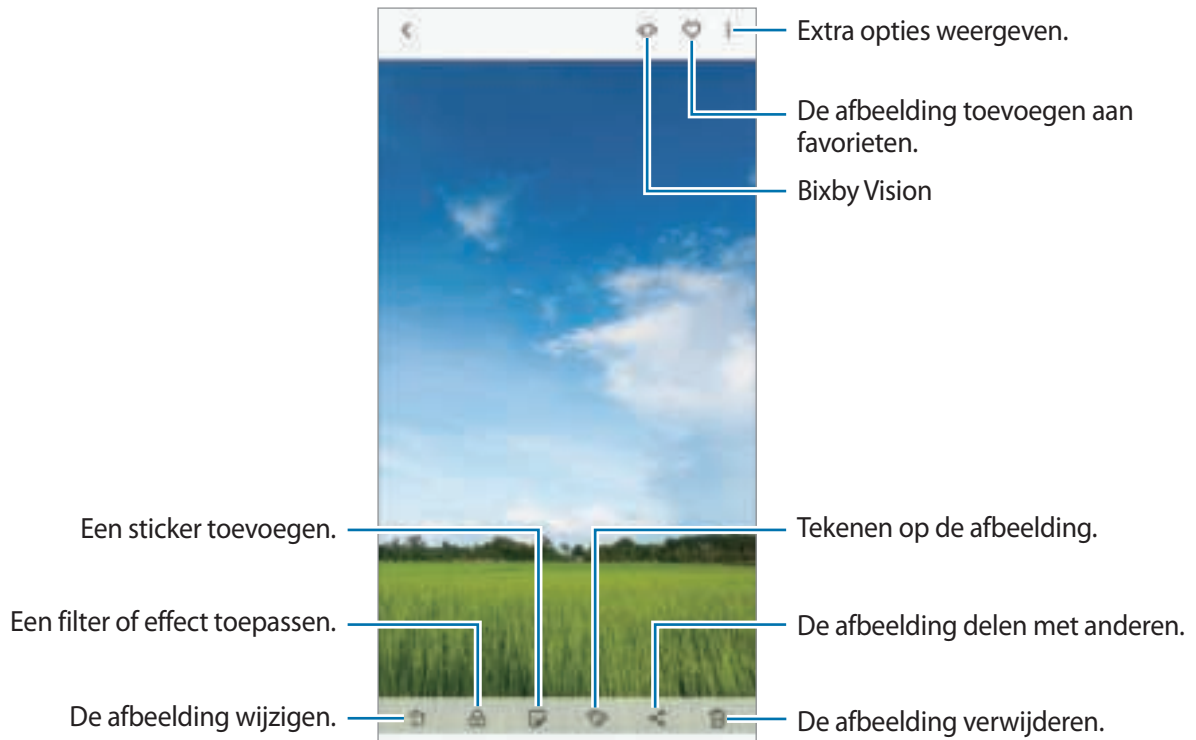 Extra opties weergeven.
De afbeelding toevoegen aan
favorieten.
Bixby Vision
Een sticker toevoegen.
Tekenen op de afbeelding.
Een filter of effect toepassen.
De afbeelding delen met anderen.
De afbeelding wijzigen.
De afbeelding verwijderen.